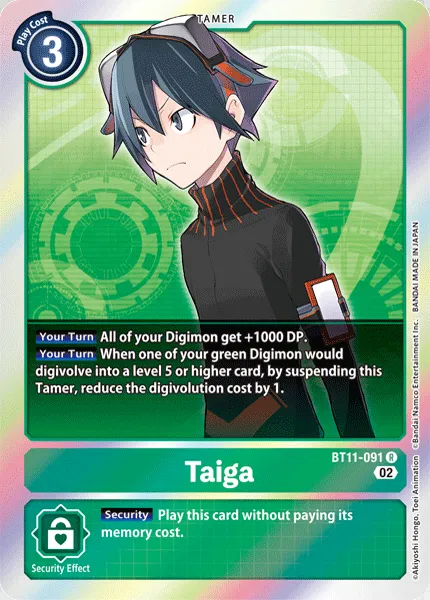 TAMER
Play Cost
3
Your Turn All of your Digimon get +1000 DP.
Your Turn When one of your green Digimon would
digivolve into a level 5 or higher card, by suspending this
Tamer, reduce the digivolution cost by 1.
BT11-091 R
Taiga
02
Security Play this card without paying its
memory cost.
Security Effect
©Akiyoshi Hongo, Toei Animation ©Bandai Namco Entertainment Inc. BANDAI MADE IN JAPAN